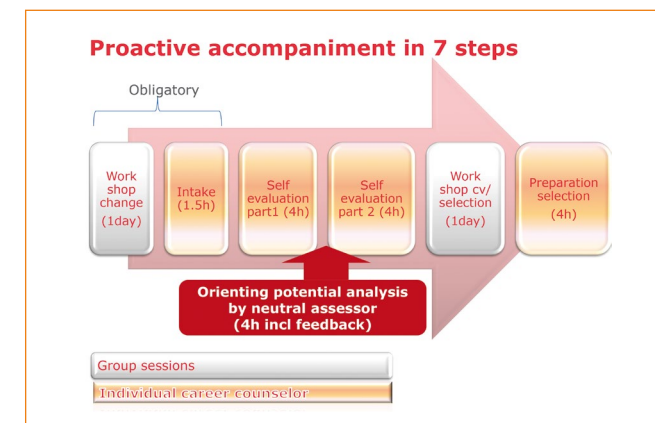 Proactive accompaniment in 7 steps
Obligatory
Work
shop
change
(1day)
Intake
(1.5h)
Self
evaluation
part1 (4h)
Self
evaluation
part 2 (4h)
Work
shop cv/
selection
(1day)
Preparation
selection
(4h)
Orienting potential analysis
by neutral assessor
(4h incl feedback)
Group sessions
Individual career counselor